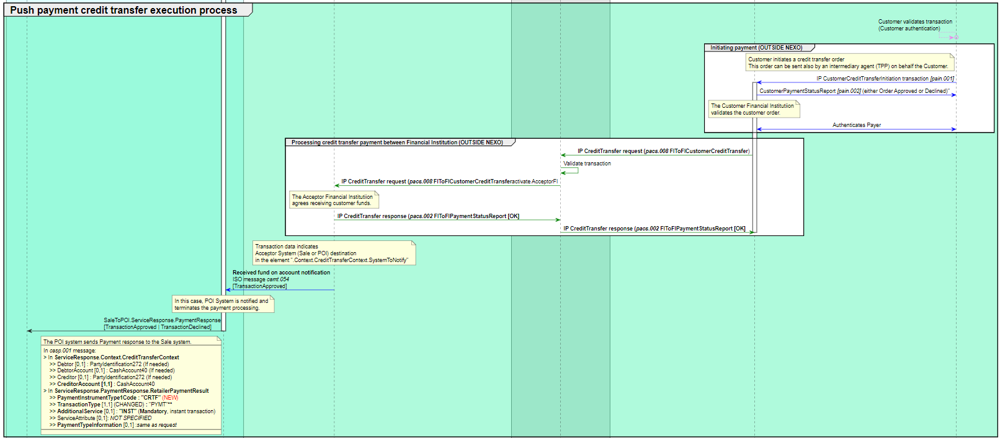 Push payment credit transfer execution process
Customer validates transaction
(Customer authentication)
Initiating payment (OUTSIDE NEXO)
Customer initiates a credit transfer order
This order can be sent also by an intermediary agent (TPP) on behalf the Customer.
IP CustomerCreditTransferInitiation transaction [pain.001]
CustomerPaymentStatusReport [pain.002] (either Order Approved or Declined)"
The Customer Financial Institutiion
validates the customer order.
Authenticates Payer
Processing credit transfer payment between Financial Institution (OUTSIDE NEXO)
IP CreditTransfer request (pacs.008 FIToFICustomerCreditTransfer)
Validate transaction
IP CreditTransfer request (pacs.008 FIToFICustomerCreditTransferactivate AcceptorFI
The Acceptor Financial Institutiion
agrees receiving customer funds.
IP CreditTransfer response (pacs.002 FIToFIPaymentStatusReport [OK]
IP CreditTransfer response (pacs.002 FIToFIPaymentStatusReport [OK]
Transaction data indicates
Acceptor System (Sale or POI) destination
in the element ".Context.CreditTransferContext.SystemToNotify"
Received fund on account notification
ISO message camt.054
[TransactionApproved]
In this case, POI System is notified and
terminates the payment processing.
SaleToPOI.ServiceResponse.PaymentResponse
[TransactionApproved | TransactionDeclined]
The POI system sends Payment response to the Sale system.
In casp.001 message:
> In ServiceResponse.Context.CreditTransferContext
>> Debtor [0,1] : PartyIdentification272 (If needed)
>> DebtorAccount [0,1] : CashAccount40 (If needed)
>> Creditor [0,1] : PartyIdentification272 (If needed)
>> CreditorAccount [1,1] : CashAccount40
> In ServiceResponse.PaymentResponse.RetailerPaymentResult
>> PaymentInstrumentType1Code : "CRTF" (NEW)
>> TransactionType [1,1] (CHANGED) : "PYMT"**
>> AdditionalService [0,1] : "INST" (Mandatory, instant transaction)
>> ServiceAttribute [0,1]: NOT SPECIFIED
>> PaymentTypeInformation [0,1] :same as request